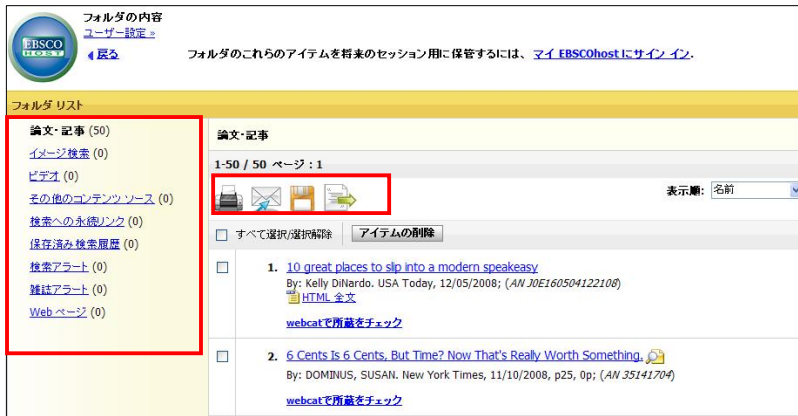 フォルダの内容
ユーザー設定 »
EBSCO
HOST
戻る
フォルダのこれらのアイテムを将来のセッション用に保管するには、 マイ EBSCOhost にサイン イン.
フォルダ リスト
論文・記事 (50)
イメージ検索 (0)
ビデオ (0)
その他のコンテンツ ソース (0)
検索への永続リンク (0)
保存済み検索履歴 (0)
検索アラート (0)
雑誌アラート (0)
Web ページ (0)
論文・記事
1-50 / 50 ページ : 1
表示順: 名前
すべて選択/選択解除 アイテムの削除
1. 10 great places to slip into a modern speakeasy
By: Kelly DiNardo. USA Today, 12/05/2008; (AN J0E160504122108)
HTML 全文
webcatで所蔵をチェック
2. 6 Cents Is 6 Cents, But Time? Now That's Really Worth Something.
By: DOMINUS, SUSAN. New York Times, 11/10/2008, p25, 0p; (AN 35141704)
webcatで所蔵をチェック